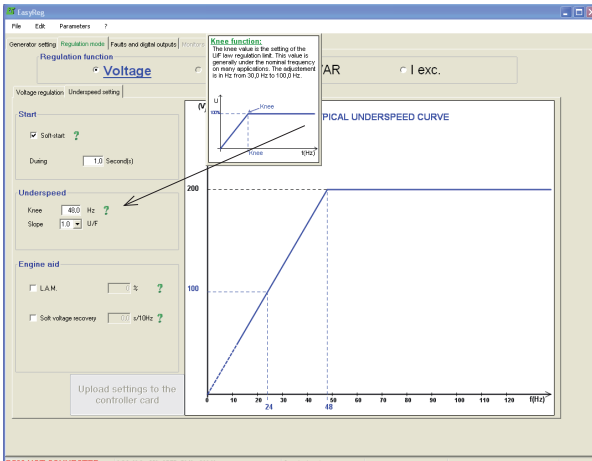 EasyReg
File Edit Parameters ?
Generator setting Regulation mode Faults and digital outputs Monitors
Regulation function
Voltage
VAR
I exc.
Knee function:
The knee value is the setting of the
U/F law regulation limit. This value is
generally under the nominal frequency
on many applications. The adjustement
is in Hz from 30,0 Hz to 100,0 Hz.
U
100%
Knee
Knee
f(Hz)
Voltage regulation Underspeed setting
Start
Soft-start ?
During 1,0 Second(s)
Underspeed
Knee 48,0 Hz ?
Slope 1.0 U/F
Engine aid
L.A.M. 0 % ?
Soft voltage recovery 0,0 s/10Hz ?
Upload settings to the
controller card
PICAL UNDERSPEED CURVE
200
100
0 10 20 30 40 50 60 70 80 90 100 110 120 f(Hz)
24 48